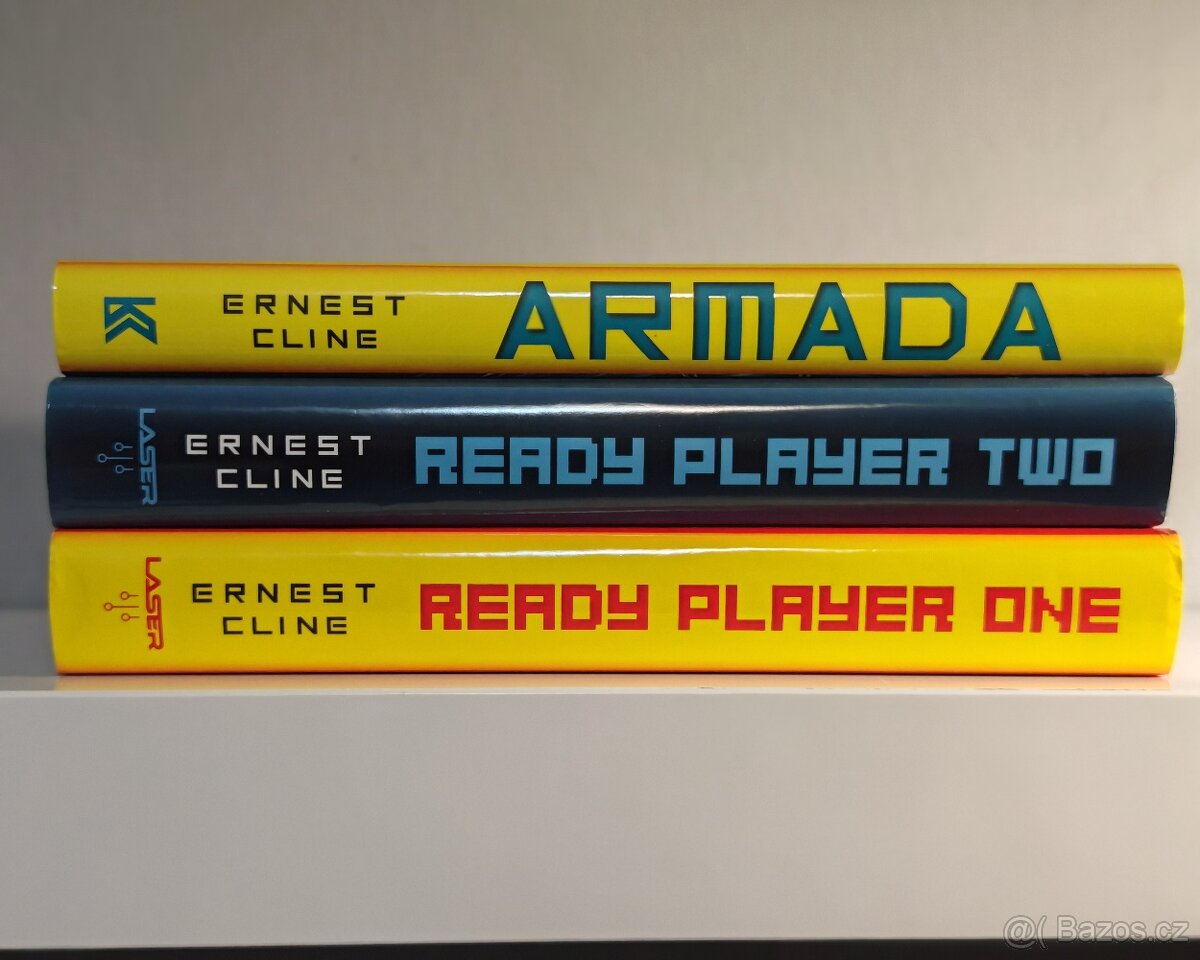 ERNEST
CLINE
ARMADA
LASER
ERNEST
CLINE
READY PLAYER TWO
LASER
ERNEST
CLINE
READY PLAYER ONE
@( Bazos.cz